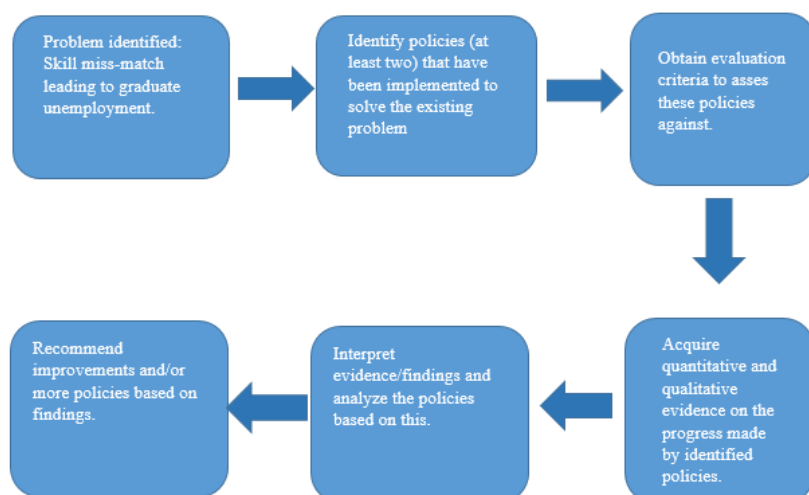 Problem identified:
Skill miss-match
leading to graduate
unemployment.
Identify policies (at
least two) that have
been implemented to
solve the existing
problem
Obtain evaluation
criteria to asses
these policies
against.
Acquire
quantitative and
qualitative
evidence on the
progress made
by identified
policies.
Interpret
evidence/findings and
analyze the policies
based on this.
Recommend
improvements and/or
more policies based on
findings.